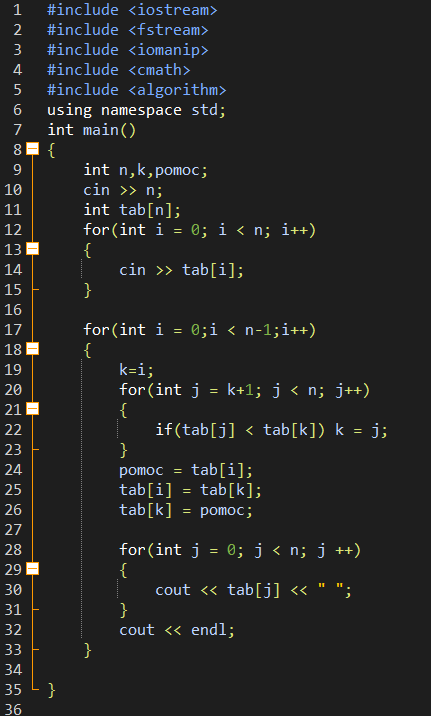 1 #include <iostream>
2 #include <fstream>
3 #include <iomanip>
4 #include <cmath>
5 #include <algorithm>
6 using namespace std;
7 int main()
8 {
9     int n,k,pomoc;
10     cin >> n;
11     int tab[n];
12     for(int i = 0; i < n; i++)
13     {
14         cin >> tab[i];
15     }
16
17     for(int i = 0;i < n-1;i++)
18     {
19         k=i;
20         for(int j = k+1; j < n; j++)
21         {
22             if(tab[j] < tab[k]) k = j;
23         }
24         pomoc = tab[i];
25         tab[i] = tab[k];
26         tab[k] = pomoc;
27
28         for(int j = 0; j < n; j ++)
29         {
30             cout << tab[j] << " ";
31         }
32         cout << endl;
33     }
34
35 }
36